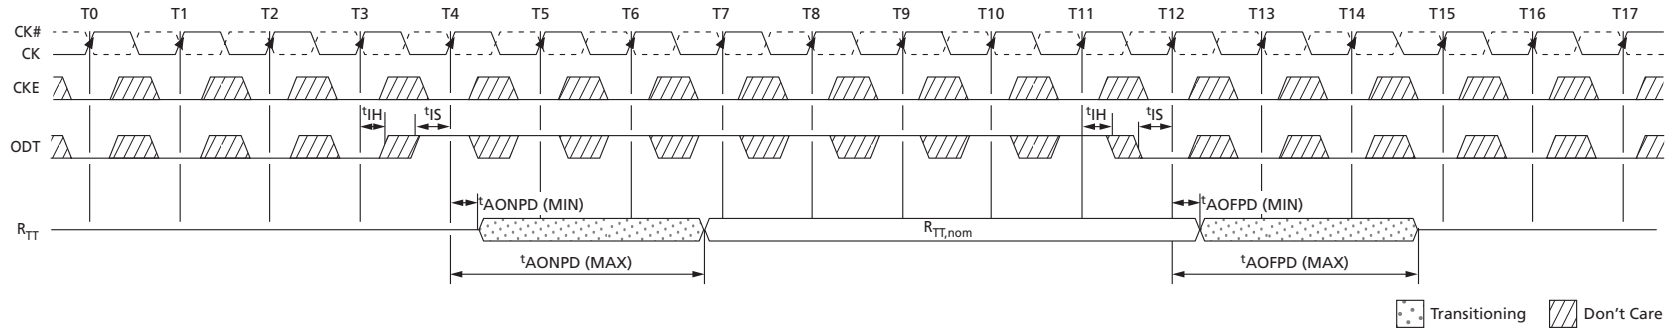 T0 T1 T2 T3 T4 T5 T6 T7 T8 T9 T10 T11 T12 T13 T14 T15 T16 T17
CK#
CK
CKE
tIH tIS tIH tIS
ODT
tAONPD (MIN) tAOFPD (MIN)
RTT RTT,nom
tAONPD (MAX) tAOFPD (MAX)
Transitioning Don't Care